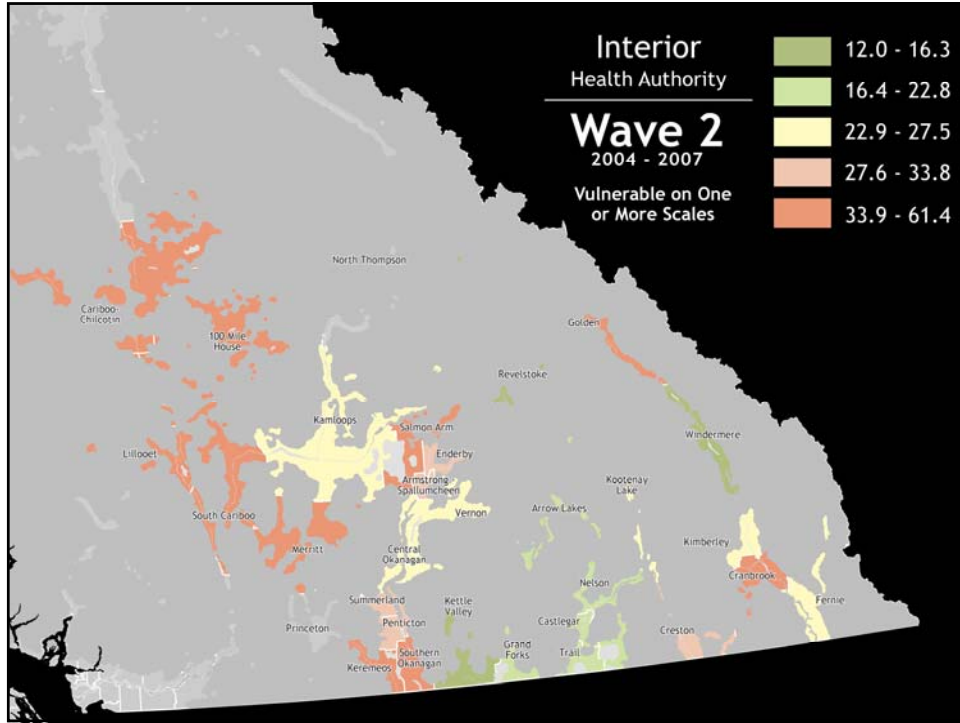 Interior
Health Authority
Wave 2
2004 - 2007
Vulnerable on One
or More Scales
12.0 - 16.3
16.4 - 22.8
22.9 - 27.5
27.6 - 33.8
33.9 - 61.4
North Thompson
Cariboo-
Chilcotin
100 Mile
House
Golden
Revelstoke
Kamloops
Salmon Arm
Windermere
Lillooet
Enderby
Armstrong
Spallumcheen
Kootenay
Lake
South Cariboo
Vernon
Arrow Lakes
Merritt
Central
Okanagan
Kimberley
Cranbrook
Nelson
Summerland
Kettle
Valley
Fernie
Princeton
Penticton
Castlegar
Creston
Keremeos
Southern
Okanagan
Grand
Forks
Trail